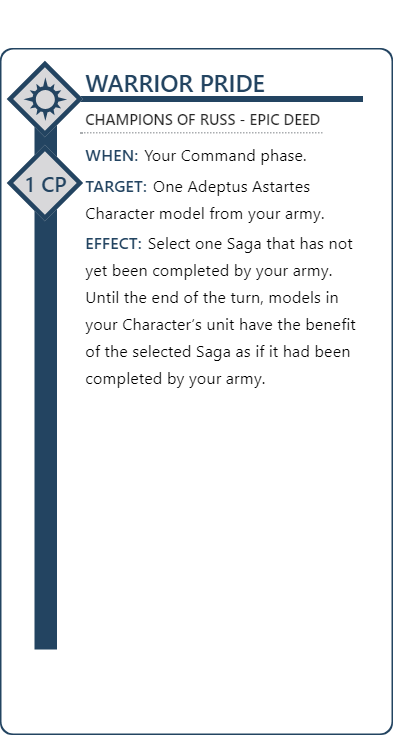 WARRIOR PRIDE
CHAMPIONS OF RUSS - EPIC DEED
1 CP
WHEN: Your Command phase.
TARGET: One Adeptus Astartes
Character model from your army.
EFFECT: Select one Saga that has not
yet been completed by your army.
Until the end of the turn, models in
your Character's unit have the benefit
of the selected Saga as if it had been
completed by your army.